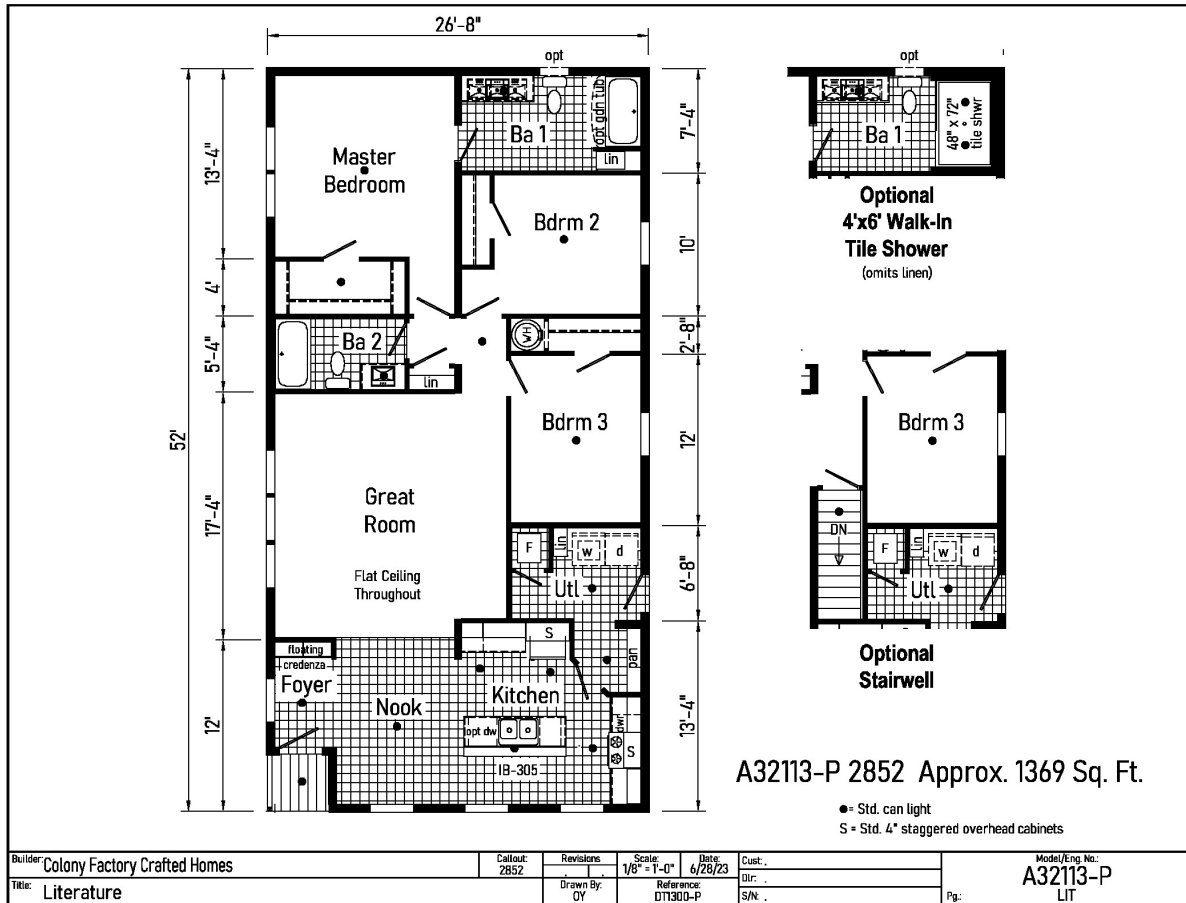 26'-8"
opt
opt
13'-4"
Master
Bedroom
Ba 1
opt gdn tub
lin
7'-4"
Ba 1
48" x 72"
tile shwr
Optional
4'x6' Walk-In
Tile Shower
(omits linen)
Bdrm 2
10'
4'
5'-4"
Ba 2
lin
WH
2'-8"
52'
Bdrm 3
12'
Bdrm 3
17'-4"
Great
Room
Flat Ceiling
Throughout
F
lin
w
d
Utl
6'-8"
DN
F
lin
w
d
Utl
Optional
Stairwell
floating
credenza
Foyer
12'
Nook
S
Kitchen
pan
opt dw
IB-305
dwr
S
13'-4"
A32113-P 2852 Approx. 1369 Sq. Ft.
●= Std. can light
S = Std. 4" staggered overhead cabinets
Builder: Colony Factory Crafted Homes
Title: Literature
Callout:
2852
Revisions
Drawn By:
OY
Scale:
1/8" = 1'-0"
Date:
6/28/23
Reference:
DT1300-P
Cust: .
Dlr: .
S/N: .
Model/Eng. No.:
A32113-P
Pg.: LIT